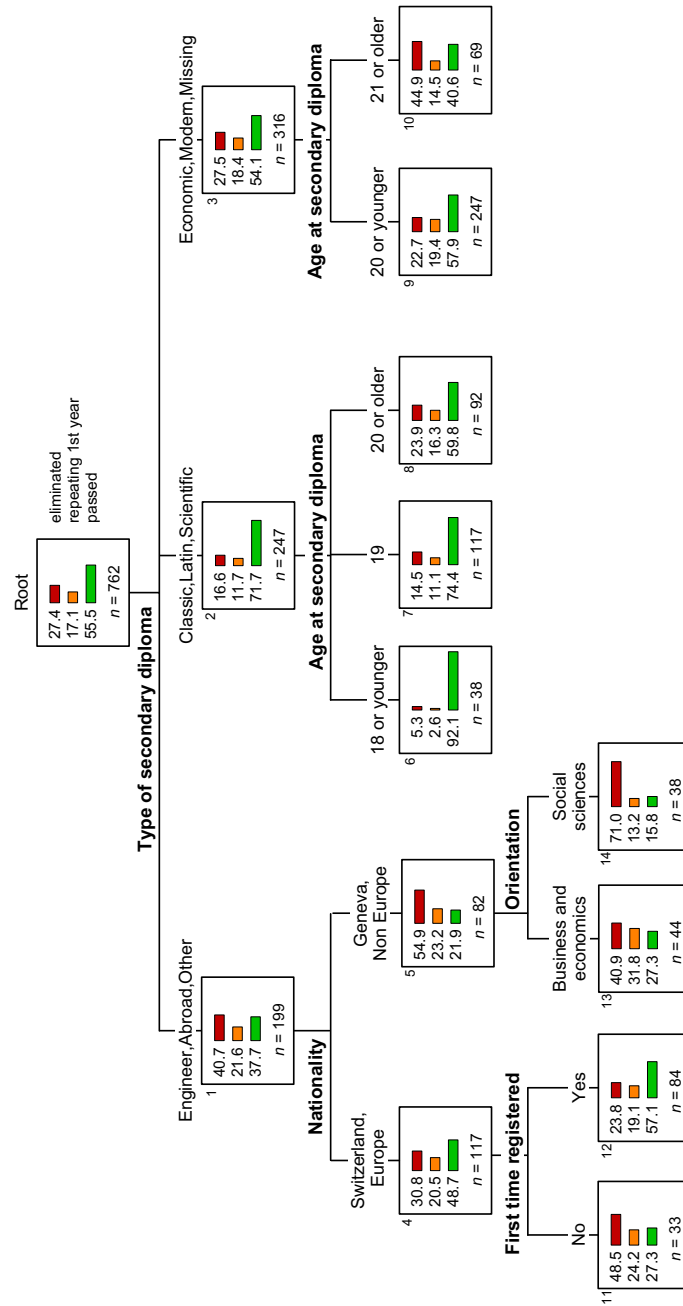 Root
27.4
17.1
55.5
n = 762
eliminated
repeating 1st year
passed
Type of secondary diploma
Engineer,Abroad,Other
1
40.7
21.6
37.7
n = 199
Classic,Latin,Scientific
2
16.6
11.7
71.7
n = 247
Economic,Modern,Missing
3
27.5
18.4
54.1
n = 316
Nationality
Age at secondary diploma
Age at secondary diploma
Switzerland,
Europe
4
30.8
20.5
48.7
n = 117
Geneva,
Non Europe
5
54.9
23.2
21.9
n = 82
18 or younger
6
5.3
2.6
92.1
n = 38
19
7
14.5
11.1
74.4
n = 117
20 or older
8
23.9
16.3
59.8
n = 92
20 or younger
9
22.7
19.4
57.9
n = 247
21 or older
10
44.9
14.5
40.6
n = 69
First time registered
Orientation
No
11
48.5
24.2
27.3
n = 33
Yes
12
23.8
19.1
57.1
n = 84
Business and
economics
13
40.9
31.8
27.3
n = 44
Social
sciences
14
71.0
13.2
15.8
n = 38